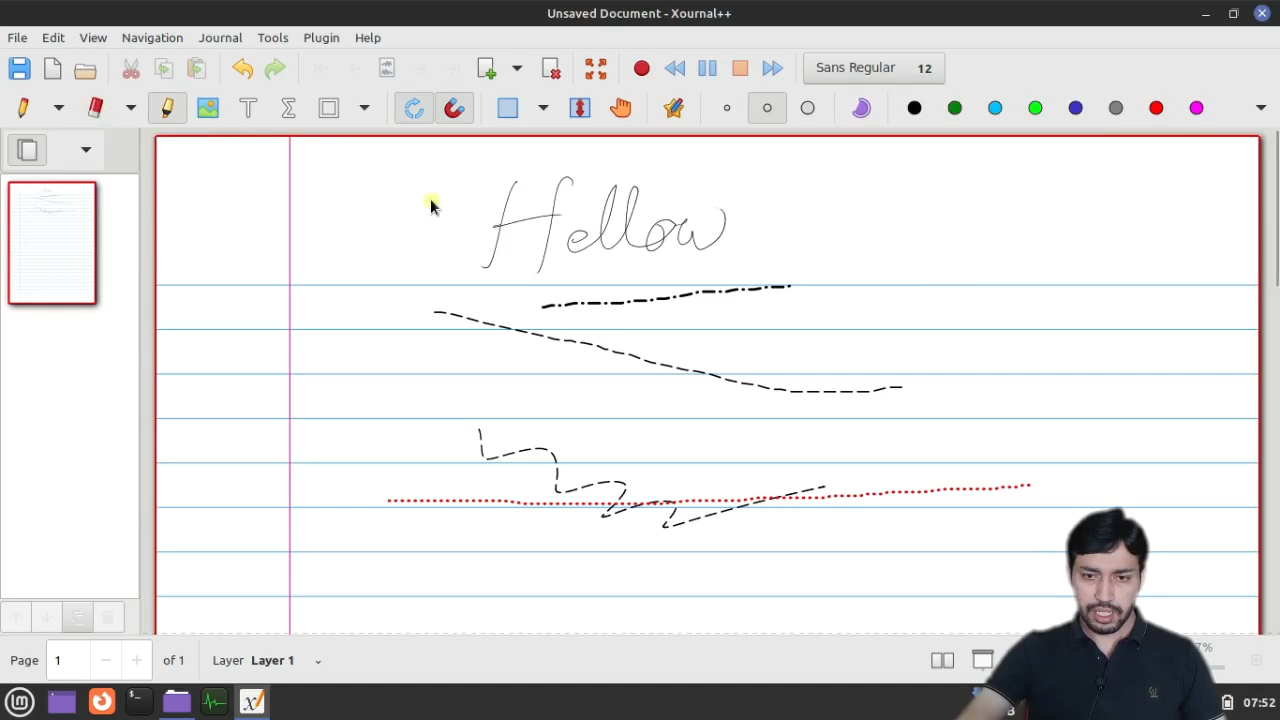 Unsaved Document - Xournal++
File Edit View Navigation Journal Tools Plugin Help
Sans Regular 12
Hellow
Page 1 of 1 Layer Layer 1
7%
07:52